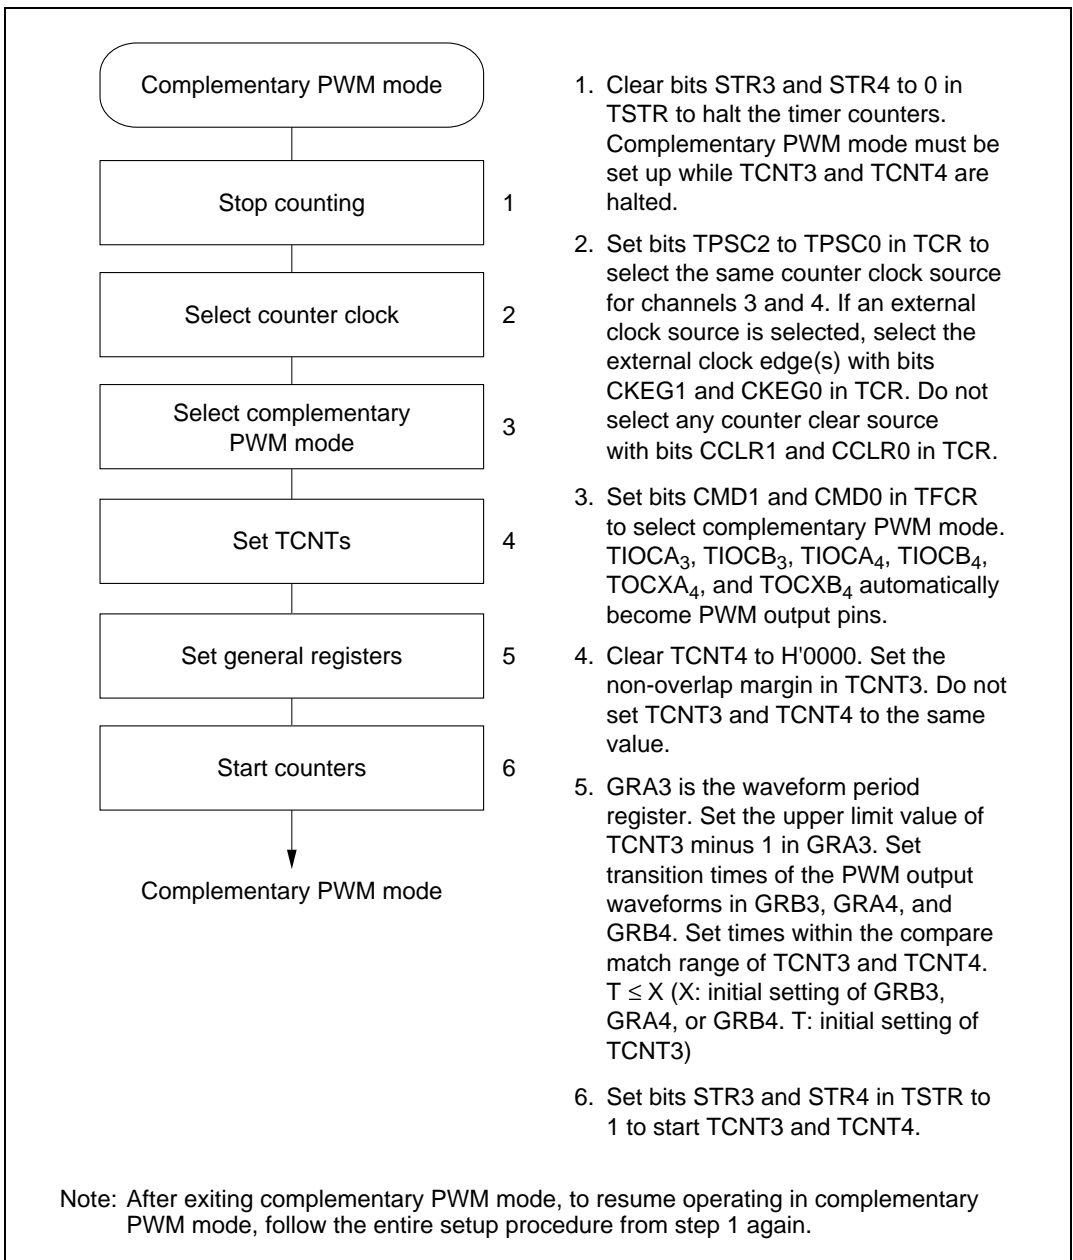 Complementary PWM mode
Stop counting 1
Select counter clock 2
Select complementary
PWM mode 3
Set TCNTs 4
Set general registers 5
Start counters 6
Complementary PWM mode
1. Clear bits STR3 and STR4 to 0 in
TSTR to halt the timer counters.
Complementary PWM mode must be
set up while TCNT3 and TCNT4 are
halted.
2. Set bits TPSC2 to TPSC0 in TCR to
select the same counter clock source
for channels 3 and 4. If an external
clock source is selected, select the
external clock edge(s) with bits
CKEG1 and CKEG0 in TCR. Do not
select any counter clear source
with bits CCLR1 and CCLR0 in TCR.
3. Set bits CMD1 and CMD0 in TFCR
to select complementary PWM mode.
TIOCA₃, TIOCB₃, TIOCA₄, TIOCB₄,
TOCXA₄, and TOCXB₄ automatically
become PWM output pins.
4. Clear TCNT4 to H'0000. Set the
non-overlap margin in TCNT3. Do not
set TCNT3 and TCNT4 to the same
value.
5. GRA3 is the waveform period
register. Set the upper limit value of
TCNT3 minus 1 in GRA3. Set
transition times of the PWM output
waveforms in GRB3, GRA4, and
GRB4. Set times within the compare
match range of TCNT3 and TCNT4.
T ≤ X (X: initial setting of GRB3,
GRA4, or GRB4. T: initial setting of
TCNT3)
6. Set bits STR3 and STR4 in TSTR to
1 to start TCNT3 and TCNT4.
Note: After exiting complementary PWM mode, to resume operating in complementary
PWM mode, follow the entire setup procedure from step 1 again.